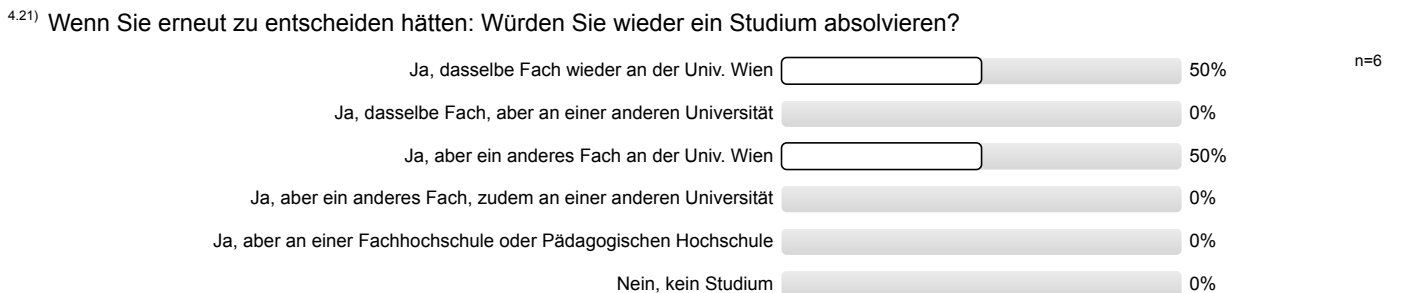 4.21) Wenn Sie erneut zu entscheiden hätten: Würden Sie wieder ein Studium absolvieren?
Ja, dasselbe Fach wieder an der Univ. Wien 50% n=6
Ja, dasselbe Fach, aber an einer anderen Universität 0%
Ja, aber ein anderes Fach an der Univ. Wien 50%
Ja, aber ein anderes Fach, zudem an einer anderen Universität 0%
Ja, aber an einer Fachhochschule oder Pädagogischen Hochschule 0%
Nein, kein Studium 0%